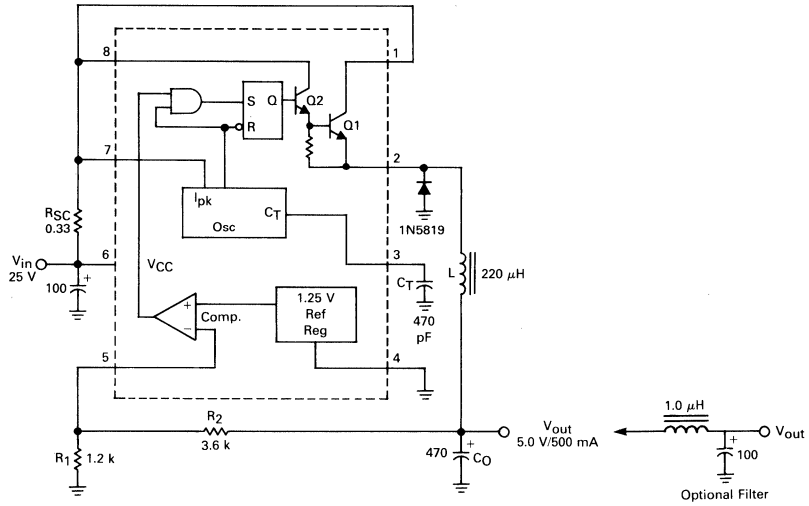 8
1
S Q
Q2
R
Q1
7
2
Ipk
CT
Osc
1N5819
RSC
0.33
Vin
25 V
6
VCC
3
CT
L
220 µH
100
+
+
−
Comp.
1.25 V
Ref
Reg
470
pF
5
4
R2
3.6 k
R1
1.2 k
Vout
5.0 V/500 mA
470
+
CO
1.0 µH
Vout
+
100
Optional Filter